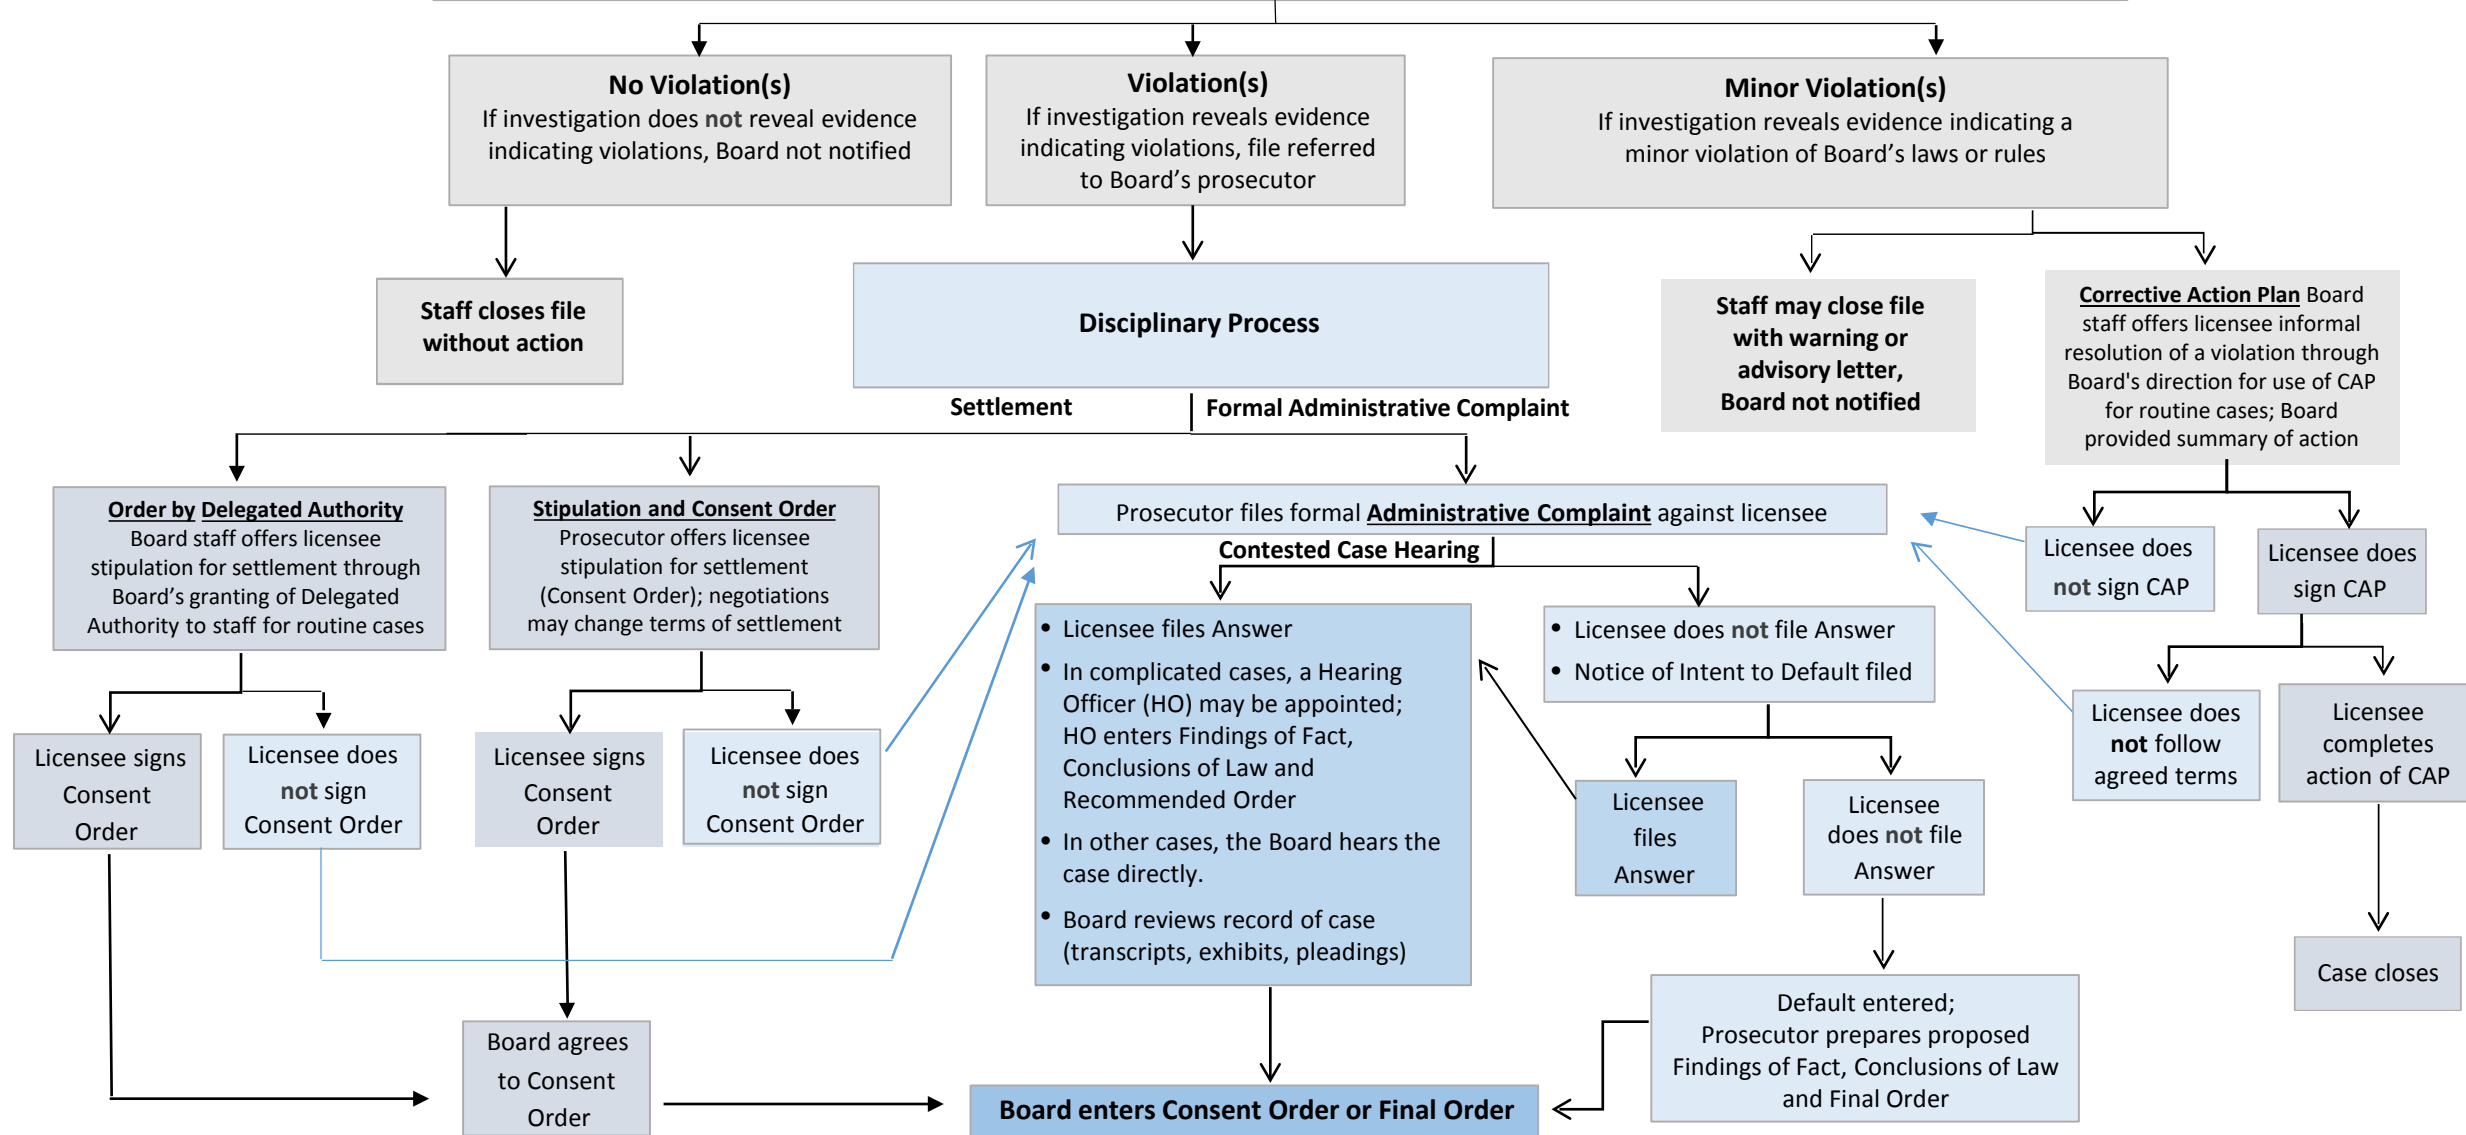 No Violation(s)
If investigation does not reveal evidence
indicating violations, Board not notified
Violation(s)
If investigation reveals evidence
indicating violations, file referred
to Board’s prosecutor
Minor Violation(s)
If investigation reveals evidence indicating a
minor violation of Board’s laws or rules
Staff closes file
without action
Disciplinary Process
Staff may close file
with warning or
advisory letter,
Board not notified
Corrective Action Plan Board
staff offers licensee informal
resolution of a violation through
Board's direction for use of CAP
for routine cases; Board
provided summary of action
Settlement
Formal Administrative Complaint
Order by Delegated Authority
Board staff offers licensee
stipulation for settlement through
Board’s granting of Delegated
Authority to staff for routine cases
Stipulation and Consent Order
Prosecutor offers licensee
stipulation for settlement
(Consent Order); negotiations
may change terms of settlement
Prosecutor files formal Administrative Complaint against licensee
Contested Case Hearing
Licensee does
not sign CAP
Licensee does
sign CAP
• Licensee files Answer
• In complicated cases, a Hearing
Officer (HO) may be appointed;
HO enters Findings of Fact,
Conclusions of Law and
Recommended Order
• In other cases, the Board hears the
case directly.
• Board reviews record of case
(transcripts, exhibits, pleadings)
• Licensee does not file Answer
• Notice of Intent to Default filed
Licensee signs
Consent
Order
Licensee does
not sign
Consent Order
Licensee signs
Consent
Order
Licensee does
not sign
Consent Order
Licensee
files
Answer
Licensee
does not file
Answer
Licensee does
not follow
agreed terms
Licensee
completes
action of CAP
Case closes
Board agrees
to Consent
Order
Default entered;
Prosecutor prepares proposed
Findings of Fact, Conclusions of Law
and Final Order
Board enters Consent Order or Final Order